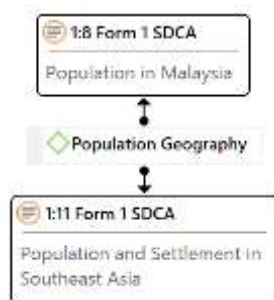 1:8 Form 1 SDCA
Population in Malaysia
Population Geography
1:11 Form 1 SDCA
Population and Settlement in
Southeast Asia